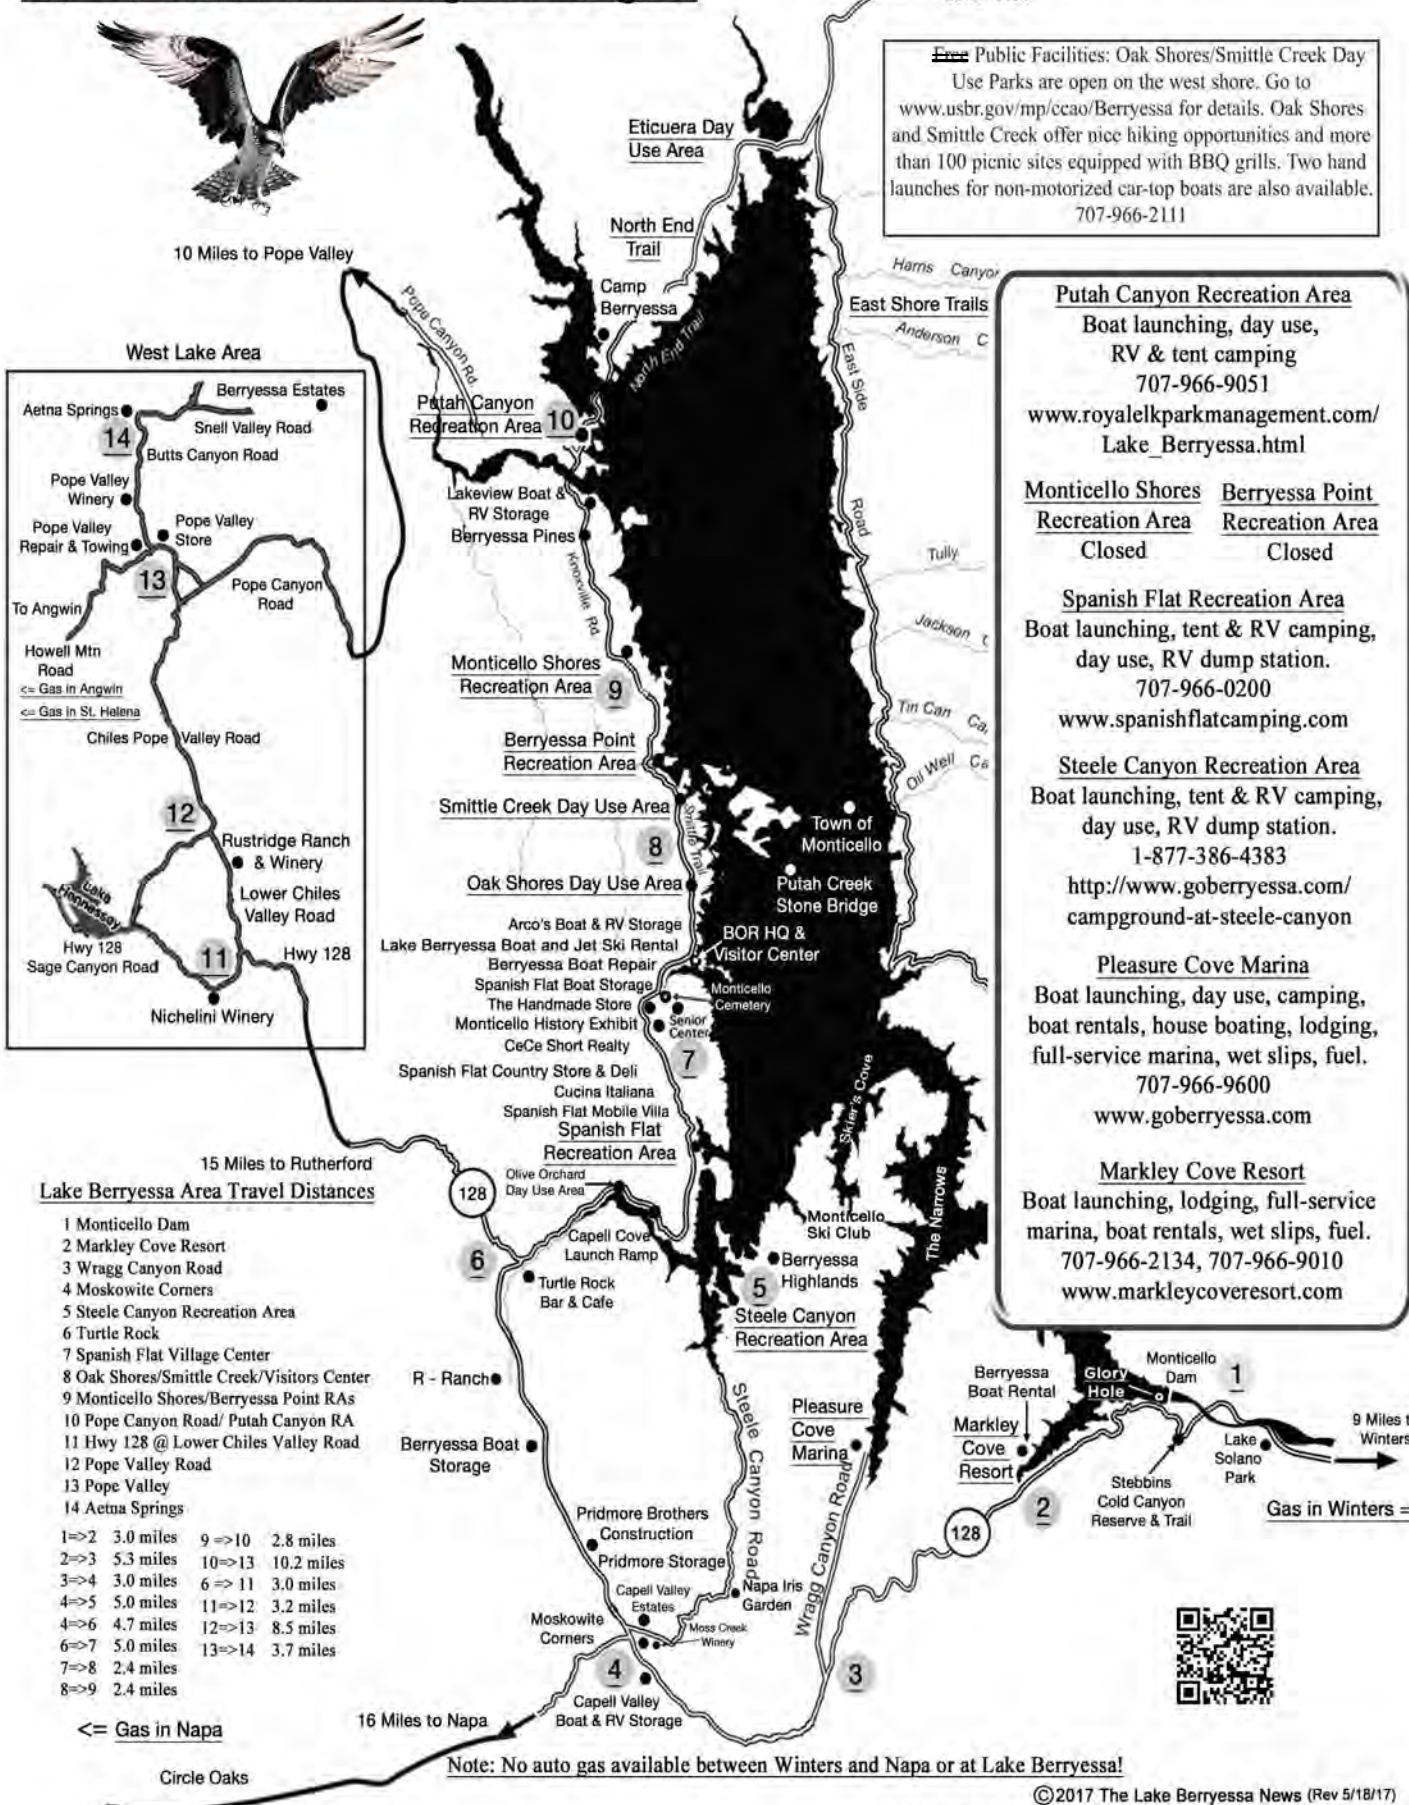 Free Public Facilities: Oak Shores/Smittle Creek Day
Use Parks are open on the west shore. Go to
www.usbr.gov/mp/ccao/Berryessa for details. Oak Shores
and Smittle Creek offer nice hiking opportunities and more
than 100 picnic sites equipped with BBQ grills. Two hand
launches for non-motorized car-top boats are also available.
707-966-2111
Eticuera Day
Use Area
North End
Trail
10 Miles to Pope Valley
Camp
Berryessa
Pope Canyon Rd.
North End Trail
Harris Canyon
East Shore Trails
Anderson C
East Side
Road
Tully
Jackson C
Tin Can Ca
Oil Well Ca
West Lake Area
Berryessa Estates
Aetna Springs
14
Snell Valley Road
Butts Canyon Road
Pope Valley
Winery
Pope Valley
Repair & Towing
Pope Valley
Store
13
Pope Canyon
Road
To Angwin
Howell Mtn
Road
<= Gas in Angwin
<= Gas in St. Helena
Chiles Pope Valley Road
12
Rustridge Ranch
& Winery
Lake
Hennessey
Lower Chiles
Valley Road
Hwy 128
Sage Canyon Road
11
Hwy 128
Nichelini Winery
Putah Canyon
Recreation Area
10
Lakeview Boat &
RV Storage
Berryessa Pines
Knoxville Rd.
Monticello Shores
Recreation Area
9
Berryessa Point
Recreation Area
Smittle Creek Day Use Area
Smittle Trail
8
Oak Shores Day Use Area
Town of
Monticello
Putah Creek
Stone Bridge
Arco's Boat & RV Storage
Lake Berryessa Boat and Jet Ski Rental
Berryessa Boat Repair
BOR HQ &
Visitor Center
Spanish Flat Boat Storage
The Handmade Store
Monticello History Exhibit
Monticello
Cemetery
Senior
Center
CeCe Short Realty
7
Spanish Flat Country Store & Deli
Cucina Italiana
Spanish Flat Mobile Villa
Spanish Flat
Recreation Area
Skier's Cove
The Narrows
Olive Orchard
Day Use Area
15 Miles to Rutherford
128
Capell Cove
Launch Ramp
6
Turtle Rock
Bar & Cafe
Monticello
Ski Club
Berryessa
Highlands
5
Steele Canyon
Recreation Area
R - Ranch
Berryessa Boat
Storage
Steele Canyon Road
Pleasure
Cove
Marina
Wragg Canyon Road
Pridmore Brothers
Construction
Pridmore Storage
Capell Valley
Estates
Napa Iris
Garden
Moskowite
Corners
Moss Creek
Winery
4
Capell Valley
Boat & RV Storage
3
16 Miles to Napa
Berryessa
Boat Rental
Glory
Hole
Monticello
Dam
1
Markley
Cove
Resort
2
128
Stebbins
Cold Canyon
Reserve & Trail
Lake
Solano
Park
9 Miles t
Winters
Gas in Winters =
Putah Canyon Recreation Area
Boat launching, day use,
RV & tent camping
707-966-9051
www.royalelkparkmanagement.com/
Lake_Berryessa.html
Monticello Shores
Recreation Area
Closed
Berryessa Point
Recreation Area
Closed
Spanish Flat Recreation Area
Boat launching, tent & RV camping,
day use, RV dump station.
707-966-0200
www.spanishflatcamping.com
Steele Canyon Recreation Area
Boat launching, tent & RV camping,
day use, RV dump station.
1-877-386-4383
http://www.goberryessa.com/
campground-at-steele-canyon
Pleasure Cove Marina
Boat launching, day use, camping,
boat rentals, house boating, lodging,
full-service marina, wet slips, fuel.
707-966-9600
www.goberryessa.com
Markley Cove Resort
Boat launching, lodging, full-service
marina, boat rentals, wet slips, fuel.
707-966-2134, 707-966-9010
www.markleycoveresort.com
Lake Berryessa Area Travel Distances
1 Monticello Dam
2 Markley Cove Resort
3 Wragg Canyon Road
4 Moskowite Corners
5 Steele Canyon Recreation Area
6 Turtle Rock
7 Spanish Flat Village Center
8 Oak Shores/Smittle Creek/Visitors Center
9 Monticello Shores/Berryessa Point RAs
10 Pope Canyon Road/ Putah Canyon RA
11 Hwy 128 @ Lower Chiles Valley Road
12 Pope Valley Road
13 Pope Valley
14 Aetna Springs
1=>2 3.0 miles 9 =>10 2.8 miles
2=>3 5.3 miles 10=>13 10.2 miles
3=>4 3.0 miles 6 => 11 3.0 miles
4=>5 5.0 miles 11=>12 3.2 miles
4=>6 4.7 miles 12=>13 8.5 miles
6=>7 5.0 miles 13=>14 3.7 miles
7=>8 2.4 miles
8=>9 2.4 miles
<= Gas in Napa
Circle Oaks
Note: No auto gas available between Winters and Napa or at Lake Berryessa!
©2017 The Lake Berryessa News (Rev 5/18/17)